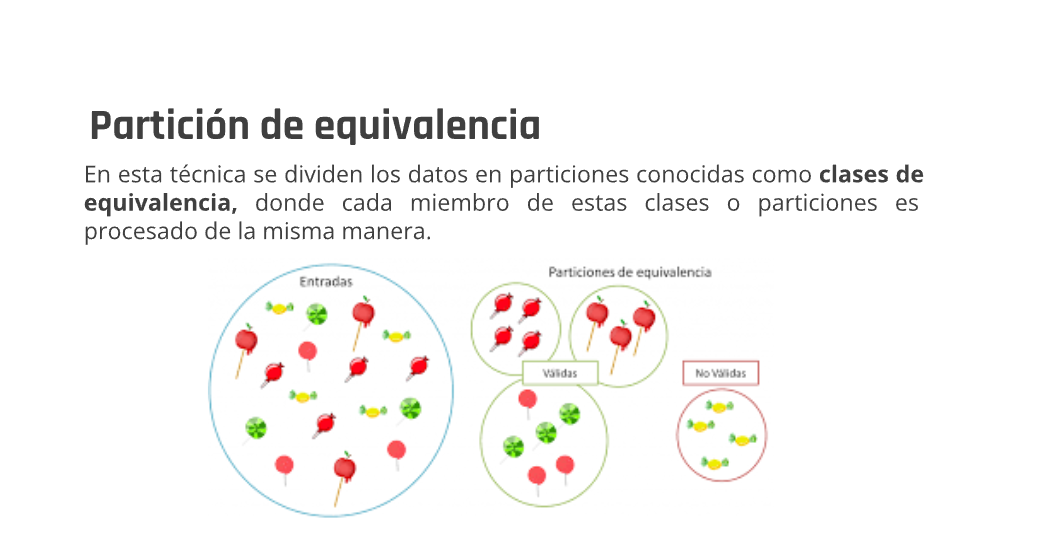 Partición de equivalencia
En esta técnica se dividen los datos en particiones conocidas como clases de
equivalencia, donde cada miembro de estas clases o particiones es
procesado de la misma manera.
Entradas
Particiones de equivalencia
Válidas
No Válidas